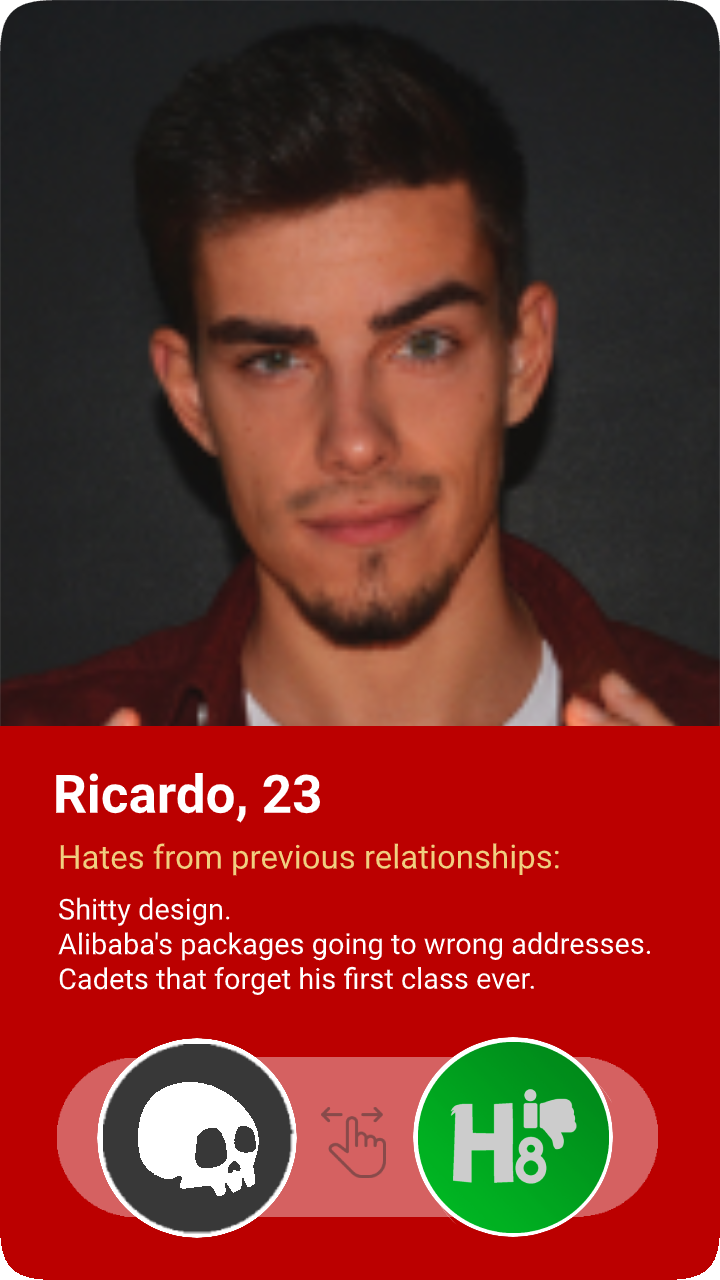 Ricardo, 23
Hates from previous relationships:
Shitty design.
Alibaba's packages going to wrong addresses.
Cadets that forget his first class ever.
Hi8